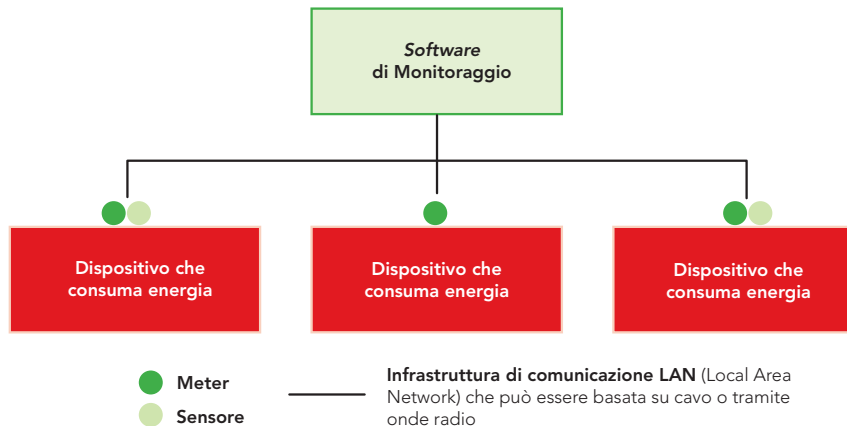 Software
di Monitoraggio
Dispositivo che
consuma energia
Dispositivo che
consuma energia
Dispositivo che
consuma energia
Meter
Sensore
Infrastruttura di comunicazione LAN (Local Area
Network) che può essere basata su cavo o tramite
onde radio